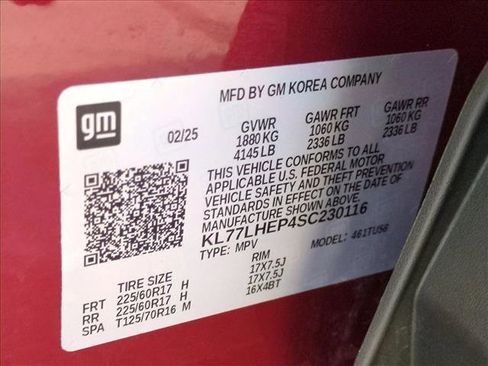 MFD BY GM KOREA COMPANY
gm
02/25
GVWR GAWR FRT GAWR RR
1880 KG 1060 KG 1060 KG
4145 LB 2336 LB 2336 LB
THIS VEHICLE CONFORMS TO ALL
APPLICABLE U.S. FEDERAL MOTOR
VEHICLE SAFETY AND THEFT PREVENTION
STANDARDS IN EFFECT ON THE DATE OF
MANUFACTURE SHOWN ABOVE.
KL77LHEP4SC230116
TYPE: MPV MODEL: 461TU56
TIRE SIZE RIM
FRT 225/60R17 H 17X7.5J
RR 225/60R17 H 17X7.5J
SPA T125/70R16 M 16X4BT